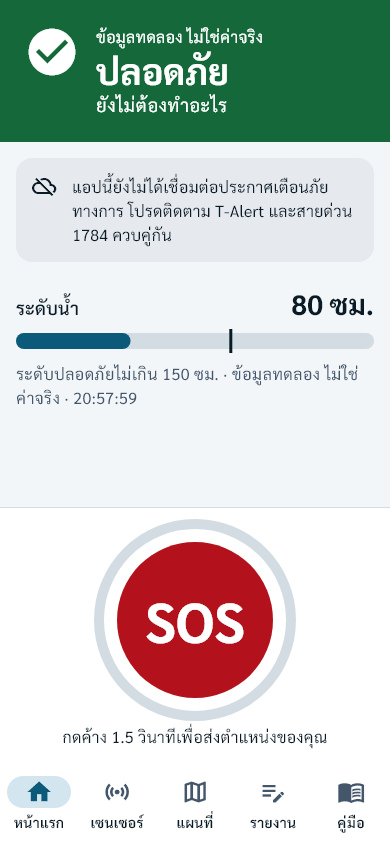 ข้อมูลทดลอง ไม่ใช่ค่าจริง
ปลอดภัย
ยังไม่ต้องทำอะไร
แอปนี้ยังไม่ได้เชื่อมต่อประกาศเตือนภัย
ทางการ โปรดติดตาม T-Alert และสายด่วน
1784 ควบคู่กัน
ระดับน้ำ 80 ซม.
ระดับปลอดภัยไม่เกิน 150 ซม. · ข้อมูลทดลอง ไม่ใช่
ค่าจริง · 20:57:59
SOS
กดค้าง 1.5 วินาทีเพื่อส่งตำแหน่งของคุณ
หน้าแรก เซนเซอร์ แผนที่ รายงาน คู่มือ